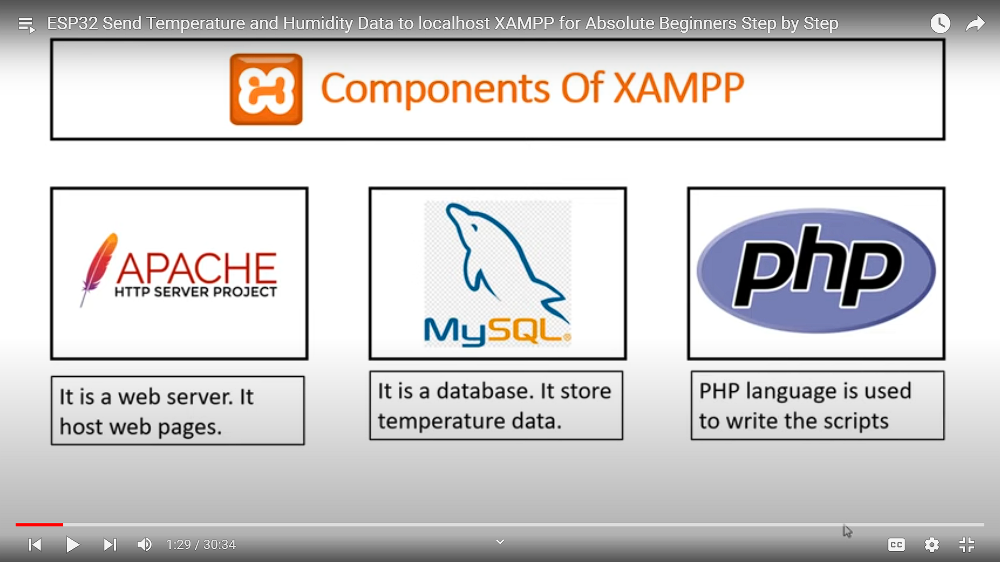 ESP32 Send Temperature and Humidity Data to localhost XAMPP for Absolute Beginners Step by Step
Components Of XAMPP
APACHE
HTTP SERVER PROJECT
MySQL®
php
It is a web server. It
host web pages.
It is a database. It store
temperature data.
PHP language is used
to write the scripts
1:29 / 30:34
CC